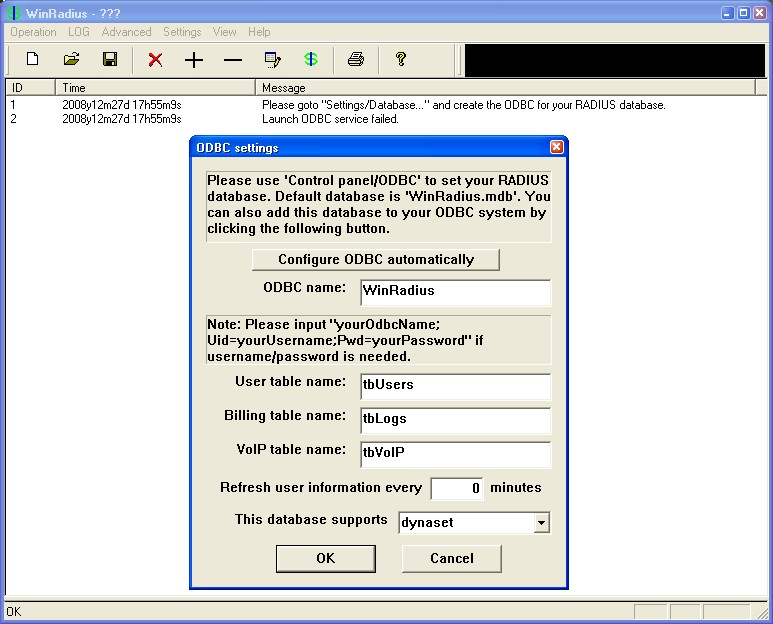 WinRadius - ???
Operation LOG Advanced Settings View Help
ID Time Message
1 2008y12m27d 17h55m9s Please goto "Settings/Database..." and create the ODBC for your RADIUS database.
2 2008y12m27d 17h55m9s Launch ODBC service failed.
ODBC settings
Please use 'Control panel/ODBC' to set your RADIUS
database. Default database is 'WinRadius.mdb'. You
can also add this database to your ODBC system by
clicking the following button.
Configure ODBC automatically
ODBC name: WinRadius
Note: Please input "yourOdbcName;
Uid=yourUsername;Pwd=yourPassword" if
username/password is needed.
User table name: tbUsers
Billing table name: tbLogs
VoIP table name: tbVoIP
Refresh user information every 0 minutes
This database supports dynaset
OK Cancel
OK